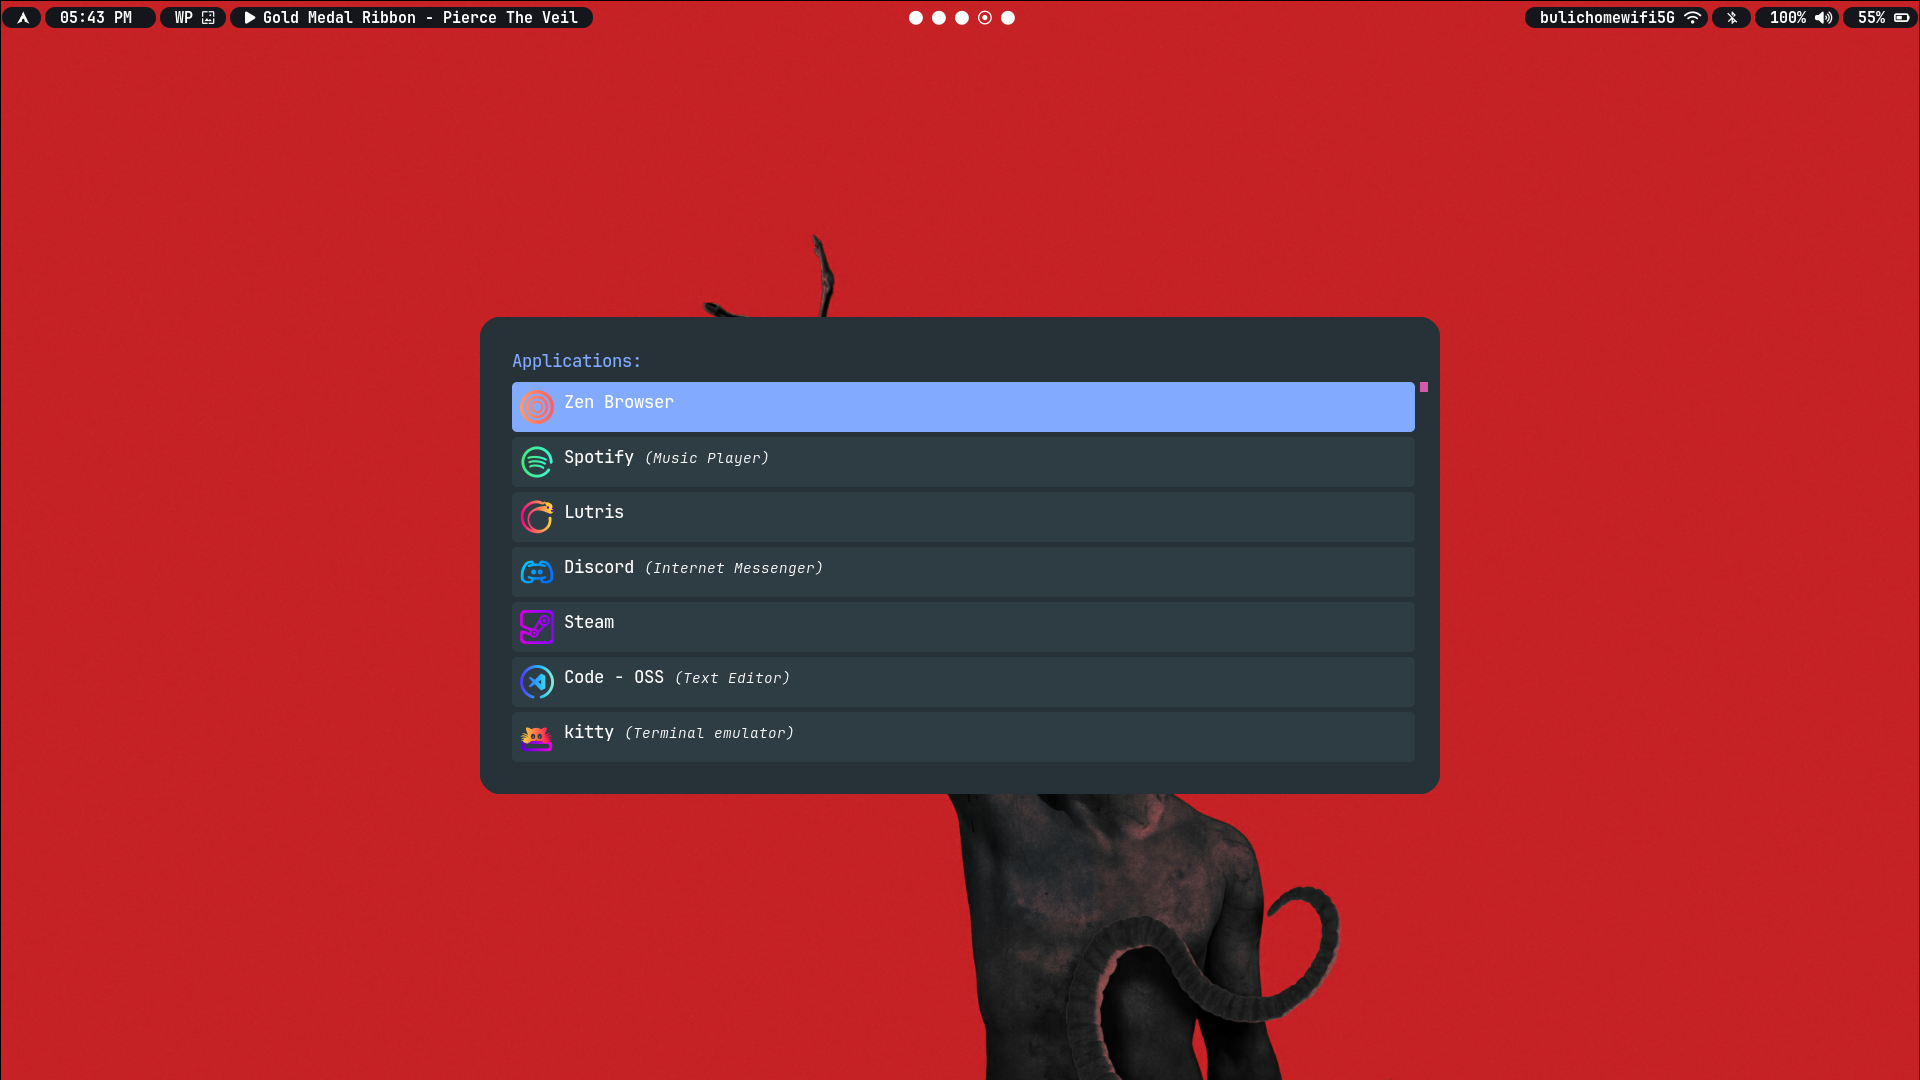 05:43 PM
WP
Gold Medal Ribbon - Pierce The Veil
bulichomewifi5G
100%
55%
Applications:
Zen Browser
Spotify (Music Player)
Lutris
Discord (Internet Messenger)
Steam
Code - OSS (Text Editor)
kitty (Terminal emulator)